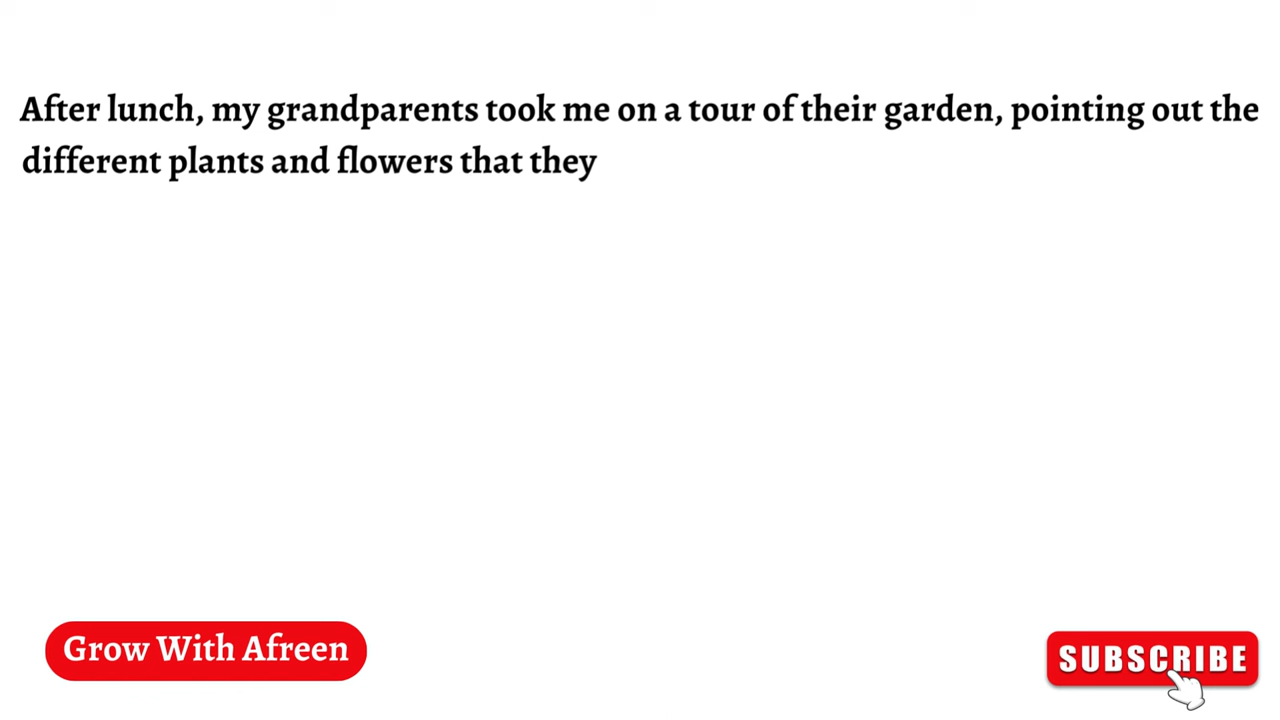 After lunch, my grandparents took me on a tour of their garden, pointing out the
different plants and flowers that they
Grow With Afreen
SUBSCRIBE